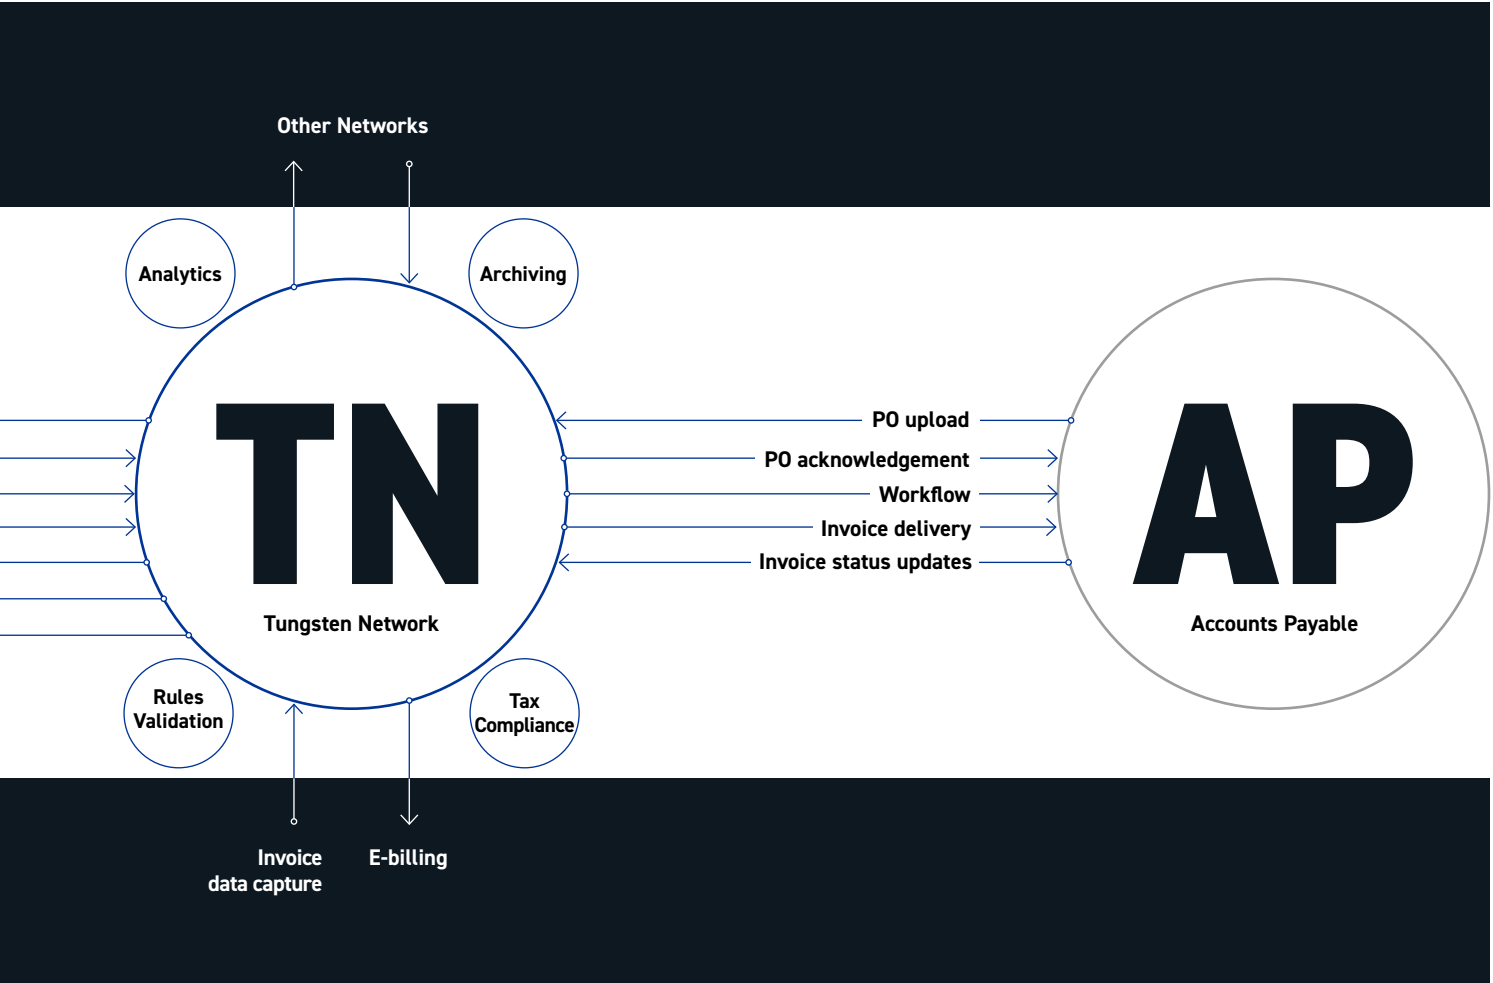 Other Networks
Analytics
Archiving
TN
Tungsten Network
PO upload
PO acknowledgement
Workflow
Invoice delivery
Invoice status updates
AP
Accounts Payable
Rules
Validation
Tax
Compliance
Invoice
data capture
E-billing